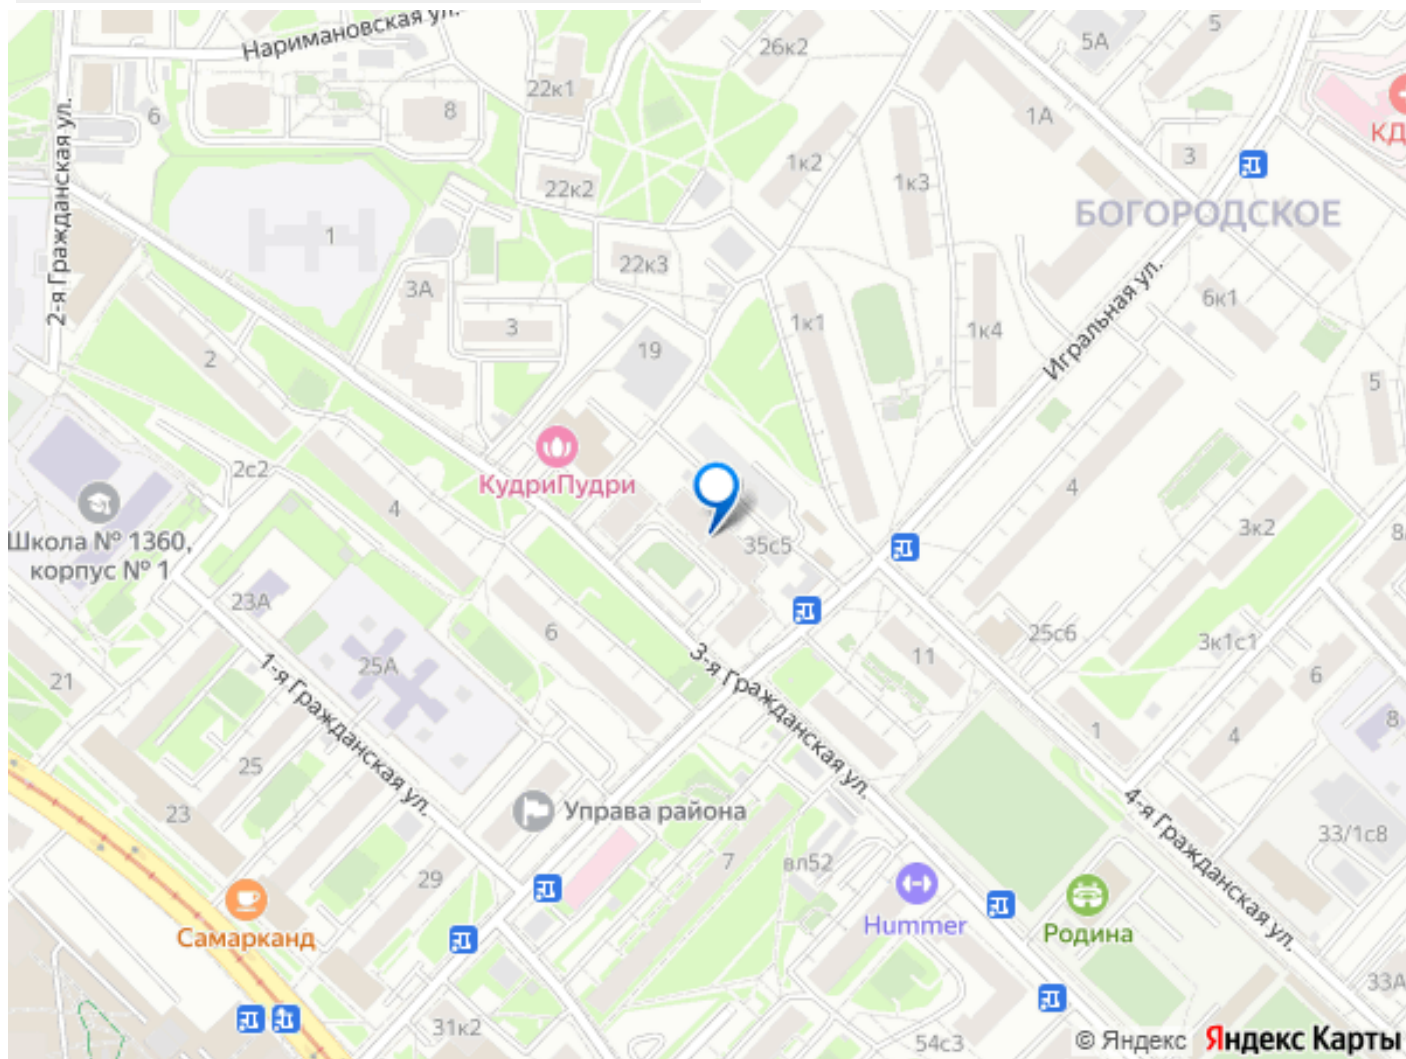 Наримановская ул.
26к2
5А
5
22к1
6
8
1А
КД
2-я Гражданская ул.
1к2
3
1к3
22к2
БОГОРОДСКОЕ
1
22к3
3А
6к1
3
1к1
1к4
Игральная ул.
2
19
5
КудриПудри
2с2
4
4
3к2
Школа № 1360,
корпус № 1
35с5
8
23А
6
25с6
3к1с1
11
25А
3-я Гражданская ул.
21
6
1-я Гражданская ул.
8
1
4
25
23
Управа района
4-я Гражданская ул.
33/1с8
7
вл52
29
Hummer
Самарканд
Родина
33А
31к2
54с3
© Яндекс Яндекс Карты